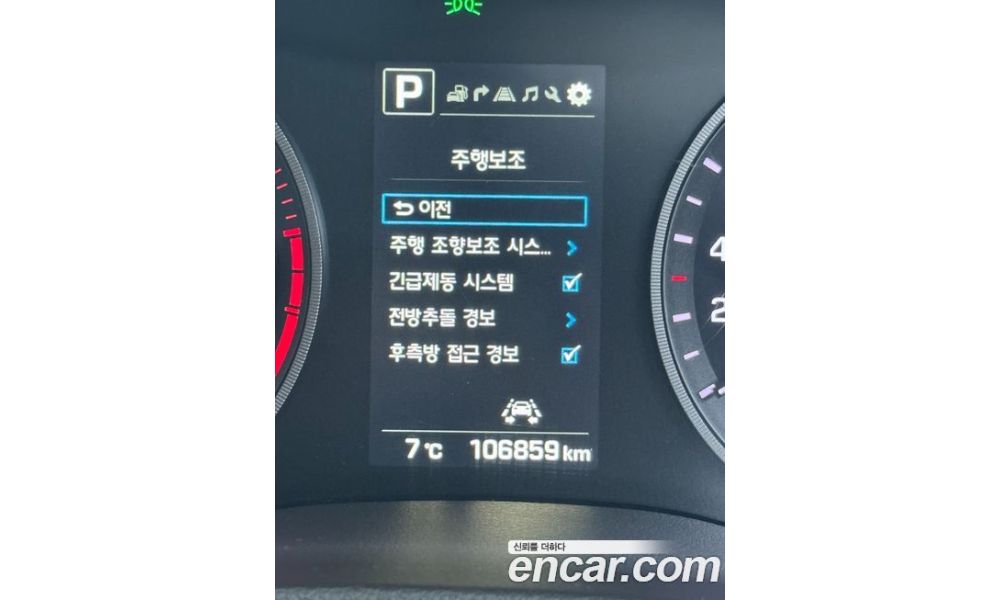 P
주행보조
이전
주행 조향보조 시스...
긴급제동 시스템
전방추돌 경보
후측방 접근 경보
7℃ 106859 km
4
2
신뢰를 더하다
encar.com